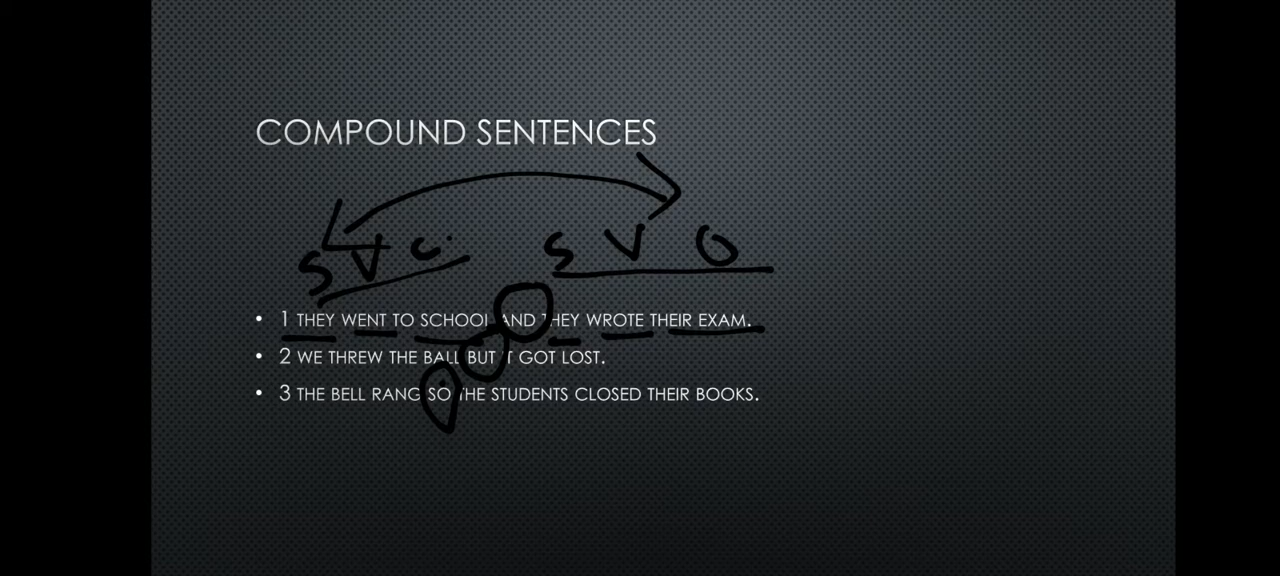 COMPOUND SENTENCES
S V C. S V O
• 1 THEY WENT TO SCHOOL AND THEY WROTE THEIR EXAM.
• 2 WE THREW THE BALL BUT IT GOT LOST.
• 3 THE BELL RANG SO THE STUDENTS CLOSED THEIR BOOKS.